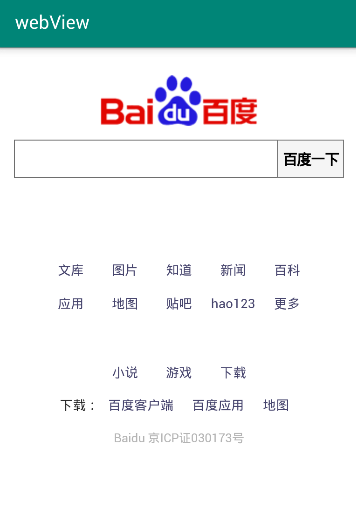 webView
Bai du 百度
百度一下
文库 图片 知道 新闻 百科
应用 地图 贴吧 hao123 更多
小说 游戏 下载
下载： 百度客户端 百度应用 地图
Baidu 京ICP证030173号